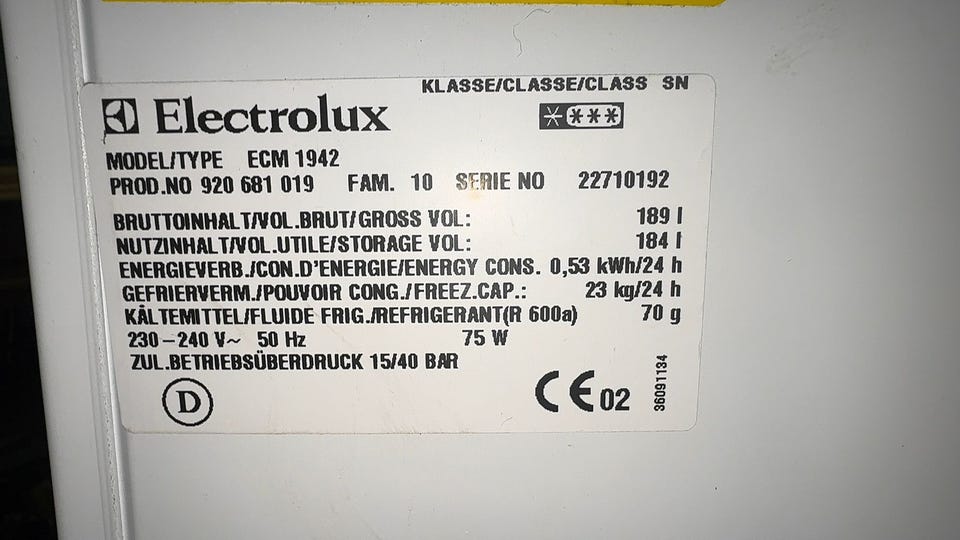 KLASSE/CLASSE/CLASS SN
Electrolux
MODEL/TYPE ECM 1942
PROD.NO 920 681 019 FAM. 10 SERIE NO 22710192
BRUTTOINHALT/VOL.BRUT/GROSS VOL: 189 l
NUTZINHALT/VOL.UTILE/STORAGE VOL: 184 l
ENERGIEVERB./CON.D'ENERGIE/ENERGY CONS. 0,53 kWh/24 h
GEFRIERVERM./POUVOIR CONG./FREEZ.CAP.: 23 kg/24 h
KÄLTEMITTEL/FLUIDE FRIG./REFRIGERANT(R 600a) 70 g
230-240 V~ 50 Hz 75 W
ZUL.BETRIEBSÜBERDRUCK 15/40 BAR
D
CE 02
36091134